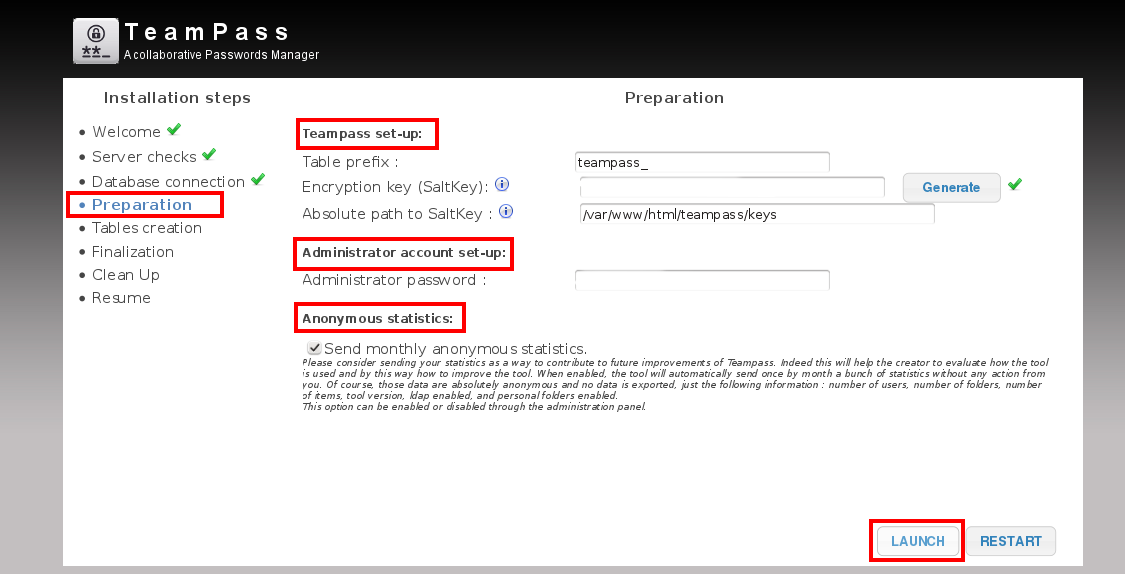 TeamPass
A collaborative Passwords Manager
Installation steps
Welcome
Server checks
Database connection
Preparation
Tables creation
Finalization
Clean Up
Resume
Preparation
Teampass set-up:
Table prefix :
teampass_
Encryption key (SaltKey):
Generate
Absolute path to SaltKey :
/var/www/html/teampass/keys
Administrator account set-up:
Administrator password :
Anonymous statistics:
Send monthly anonymous statistics.
Please consider sending your statistics as a way to contribute to future improvements of Teampass. Indeed this will help the creator to evaluate how the tool
is used and by this way how to improve the tool. When enabled, the tool will automatically send once by month a bunch of statistics without any action from
you. Of course, those data are absolutely anonymous and no data is exported, just the following information : number of users, number of folders, number
of items, tool version, ldap enabled, and personal folders enabled.
This option can be enabled or disabled through the administration panel.
LAUNCH
RESTART